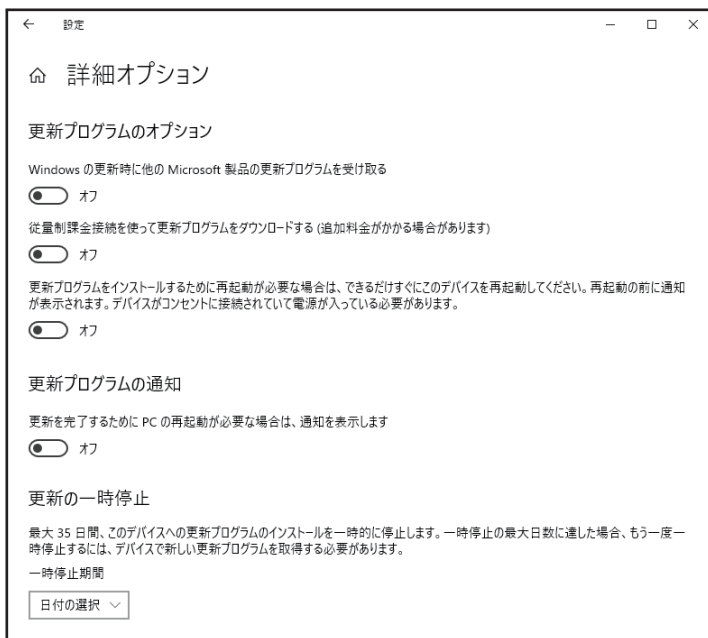 設定
詳細オプション
更新プログラムのオプション
Windows の更新時に他の Microsoft 製品の更新プログラムを受け取る
オフ
従量制課金接続を使って更新プログラムをダウンロードする (追加料金がかかる場合があります)
オフ
更新プログラムをインストールするために再起動が必要な場合は、できるだけすぐにこのデバイスを再起動してください。再起動の前に通知
が表示されます。デバイスがコンセントに接続されていて電源が入っている必要があります。
オフ
更新プログラムの通知
更新を完了するために PC の再起動が必要な場合は、通知を表示します
オフ
更新の一時停止
最大 35 日間、このデバイスへの更新プログラムのインストールを一時的に停止します。一時停止の最大日数に達した場合、もう一度一
時停止するには、デバイスで新しい更新プログラムを取得する必要があります。
一時停止期間
日付の選択